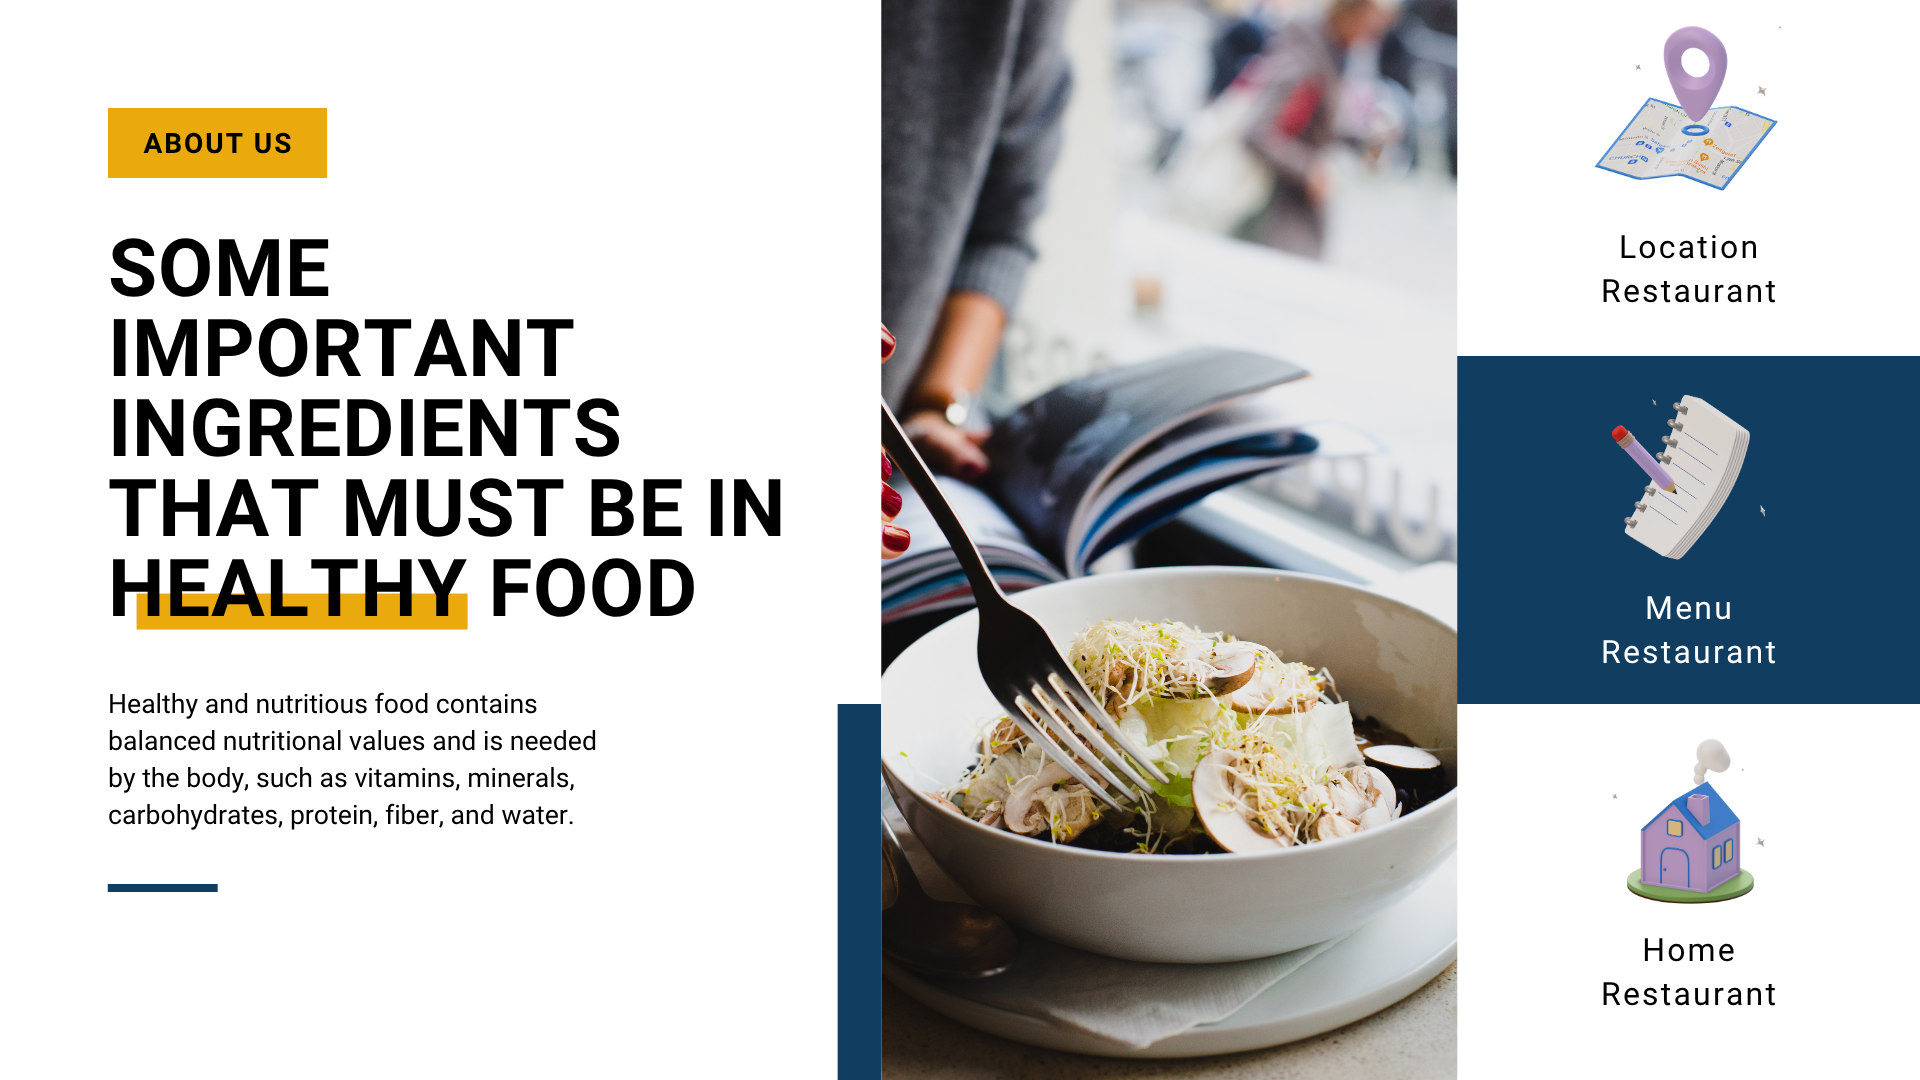 ABOUT US
SOME
IMPORTANT
INGREDIENTS
THAT MUST BE IN
HEALTHY FOOD
Healthy and nutritious food contains
balanced nutritional values and is needed
by the body, such as vitamins, minerals,
carbohydrates, protein, fiber, and water.
Location
Restaurant
Menu
Restaurant
Home
Restaurant